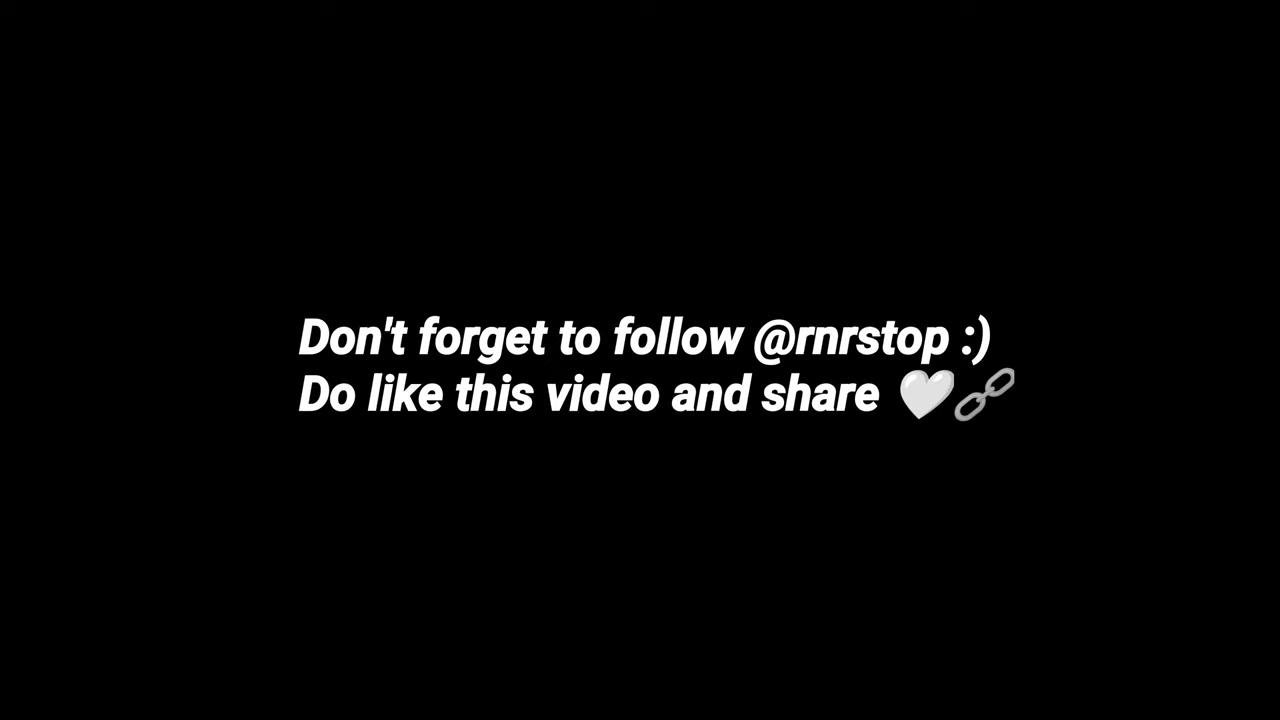 Don't forget to follow @rnrstop :)
Do like this video and share 🤍🔗